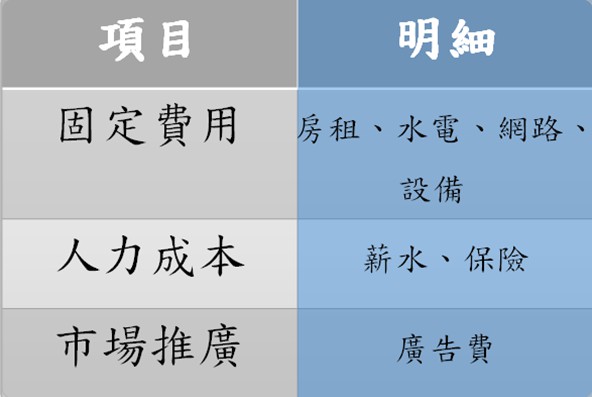 項目 明細
固定費用 房租、水電、網路、
設備
人力成本 薪水、保險
市場推廣 廣告費